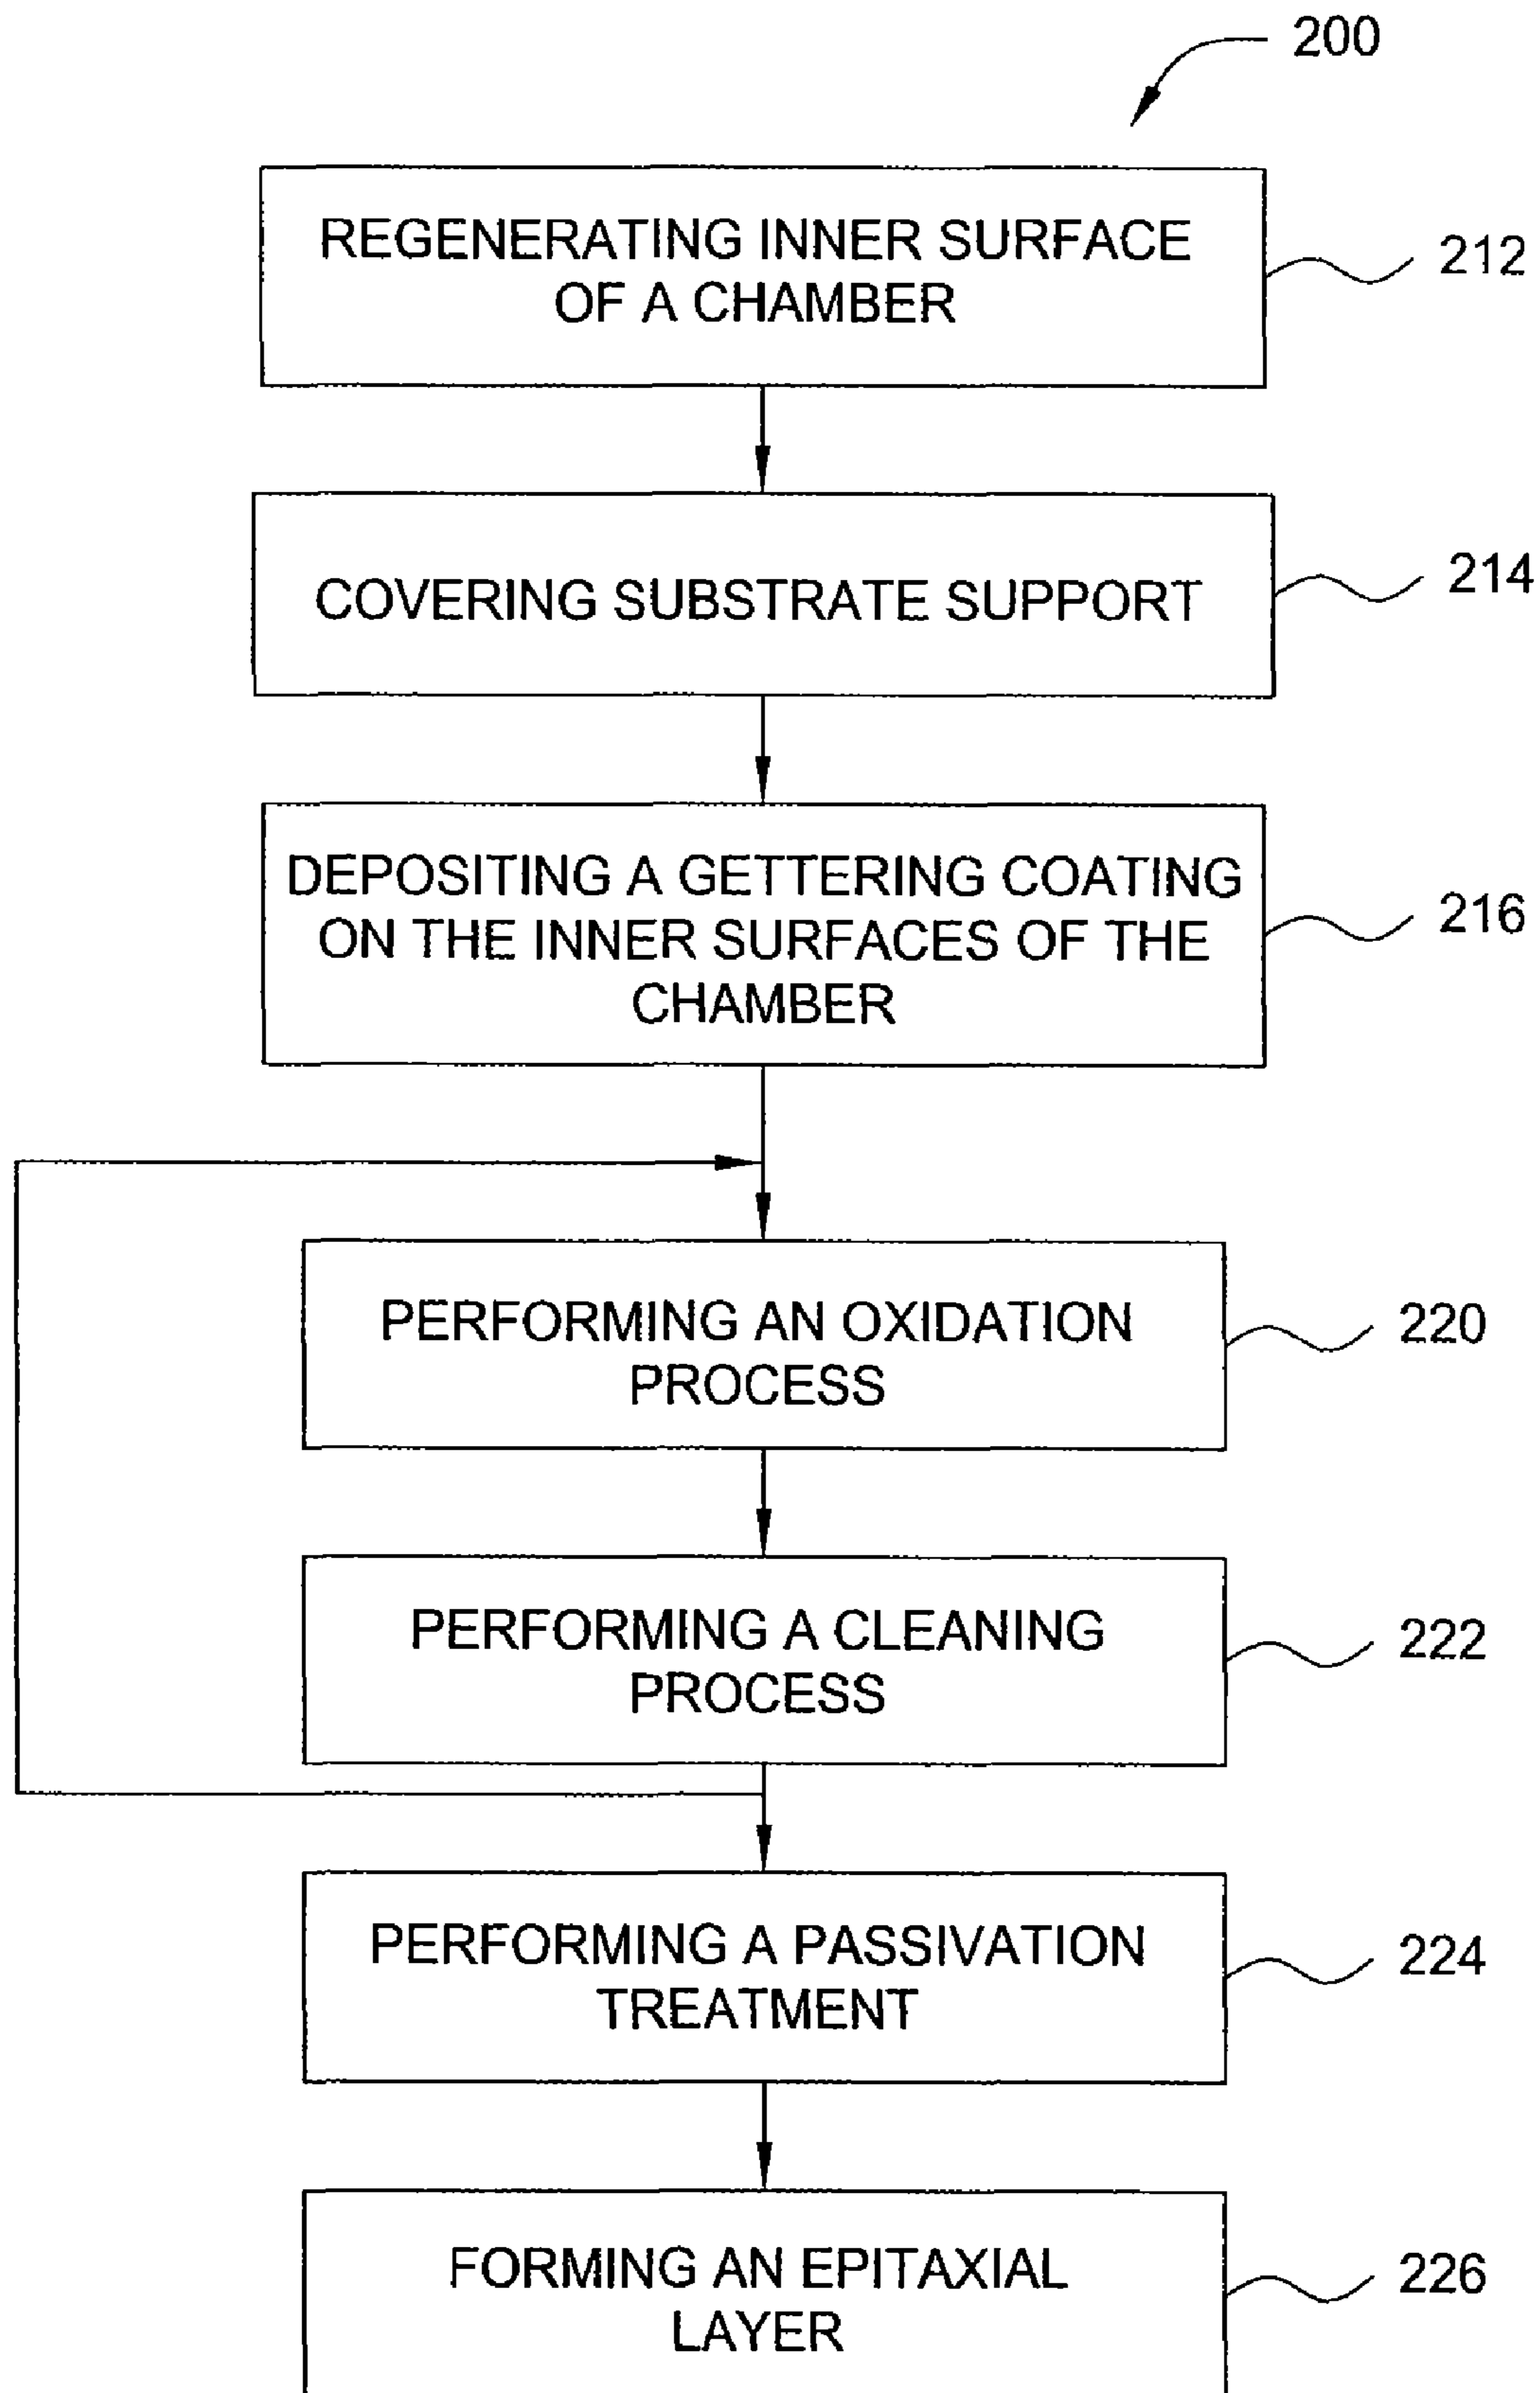 200
REGENERATING INNER SURFACE
OF A CHAMBER
212
COVERING SUBSTRATE SUPPORT
214
DEPOSITING A GETTERING COATING
ON THE INNER SURFACES OF THE
CHAMBER
216
PERFORMING AN OXIDATION
PROCESS
220
PERFORMING A CLEANING
PROCESS
222
PERFORMING A PASSIVATION
TREATMENT
224
FORMING AN EPITAXIAL
LAYER
226